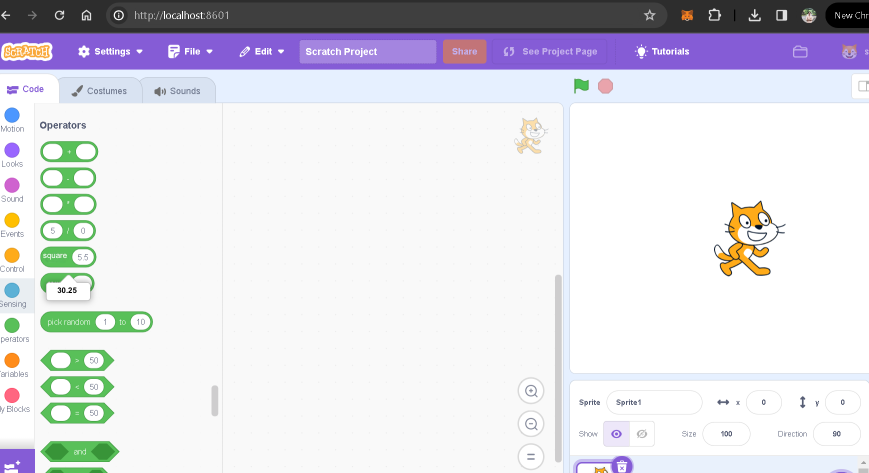 http://localhost:8601
New Chr
SCRATCH
Settings
File
Edit
Scratch Project
Share
See Project Page
Tutorials
s
Code
Costumes
Sounds
Motion
Looks
Sound
Events
Control
Sensing
perators
ariables
ly Blocks
Operators
+
-
*
5 / 0
square 5.5
30.25
pick random 1 to 10
> 50
< 50
= 50
and
Sprite Sprite1 x 0 y 0
Show Size 100 Direction 90